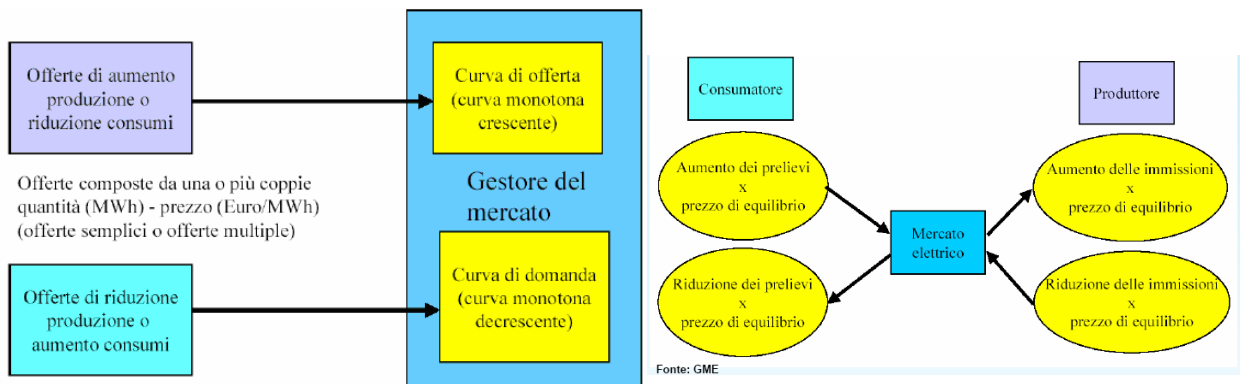 Offerte di aumento
produzione o
riduzione consumi
Offerte composte da una o più coppie
quantità (MWh) - prezzo (Euro/MWh)
(offerte semplici o offerte multiple)
Offerte di riduzione
produzione o
aumento consumi
Curva di offerta
(curva monotona
crescente)
Gestore del
mercato
Curva di domanda
(curva monotona
decrescente)
Consumatore
Produttore
Aumento dei prelievi
x
prezzo di equilibrio
Aumento delle immissioni
x
prezzo di equilibrio
Mercato
elettrico
Riduzione dei prelievi
x
prezzo di equilibrio
Riduzione delle immissioni
x
prezzo di equilibrio
Fonte: GME